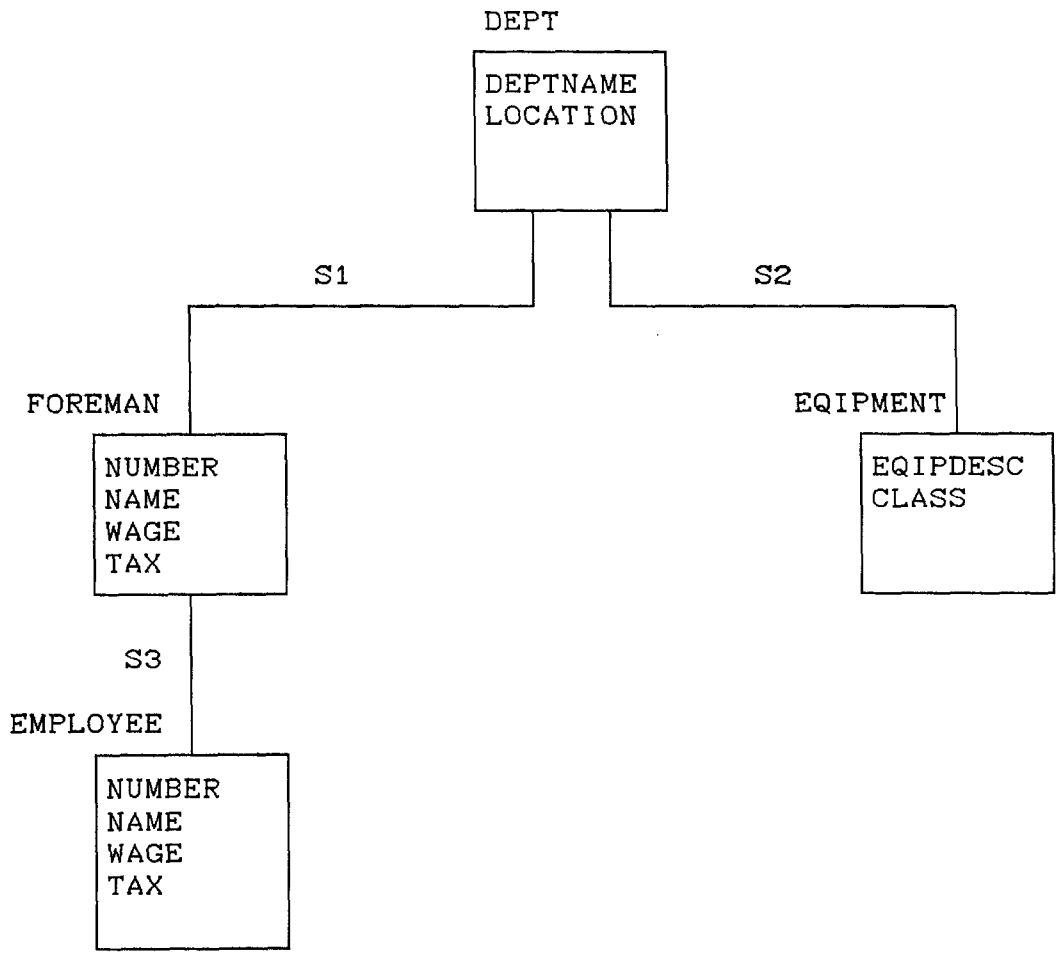 DEPT
DEPTNAME
LOCATION
S1
S2
FOREMAN
NUMBER
NAME
WAGE
TAX
EQIPMENT
EQIPDESC
CLASS
S3
EMPLOYEE
NUMBER
NAME
WAGE
TAX